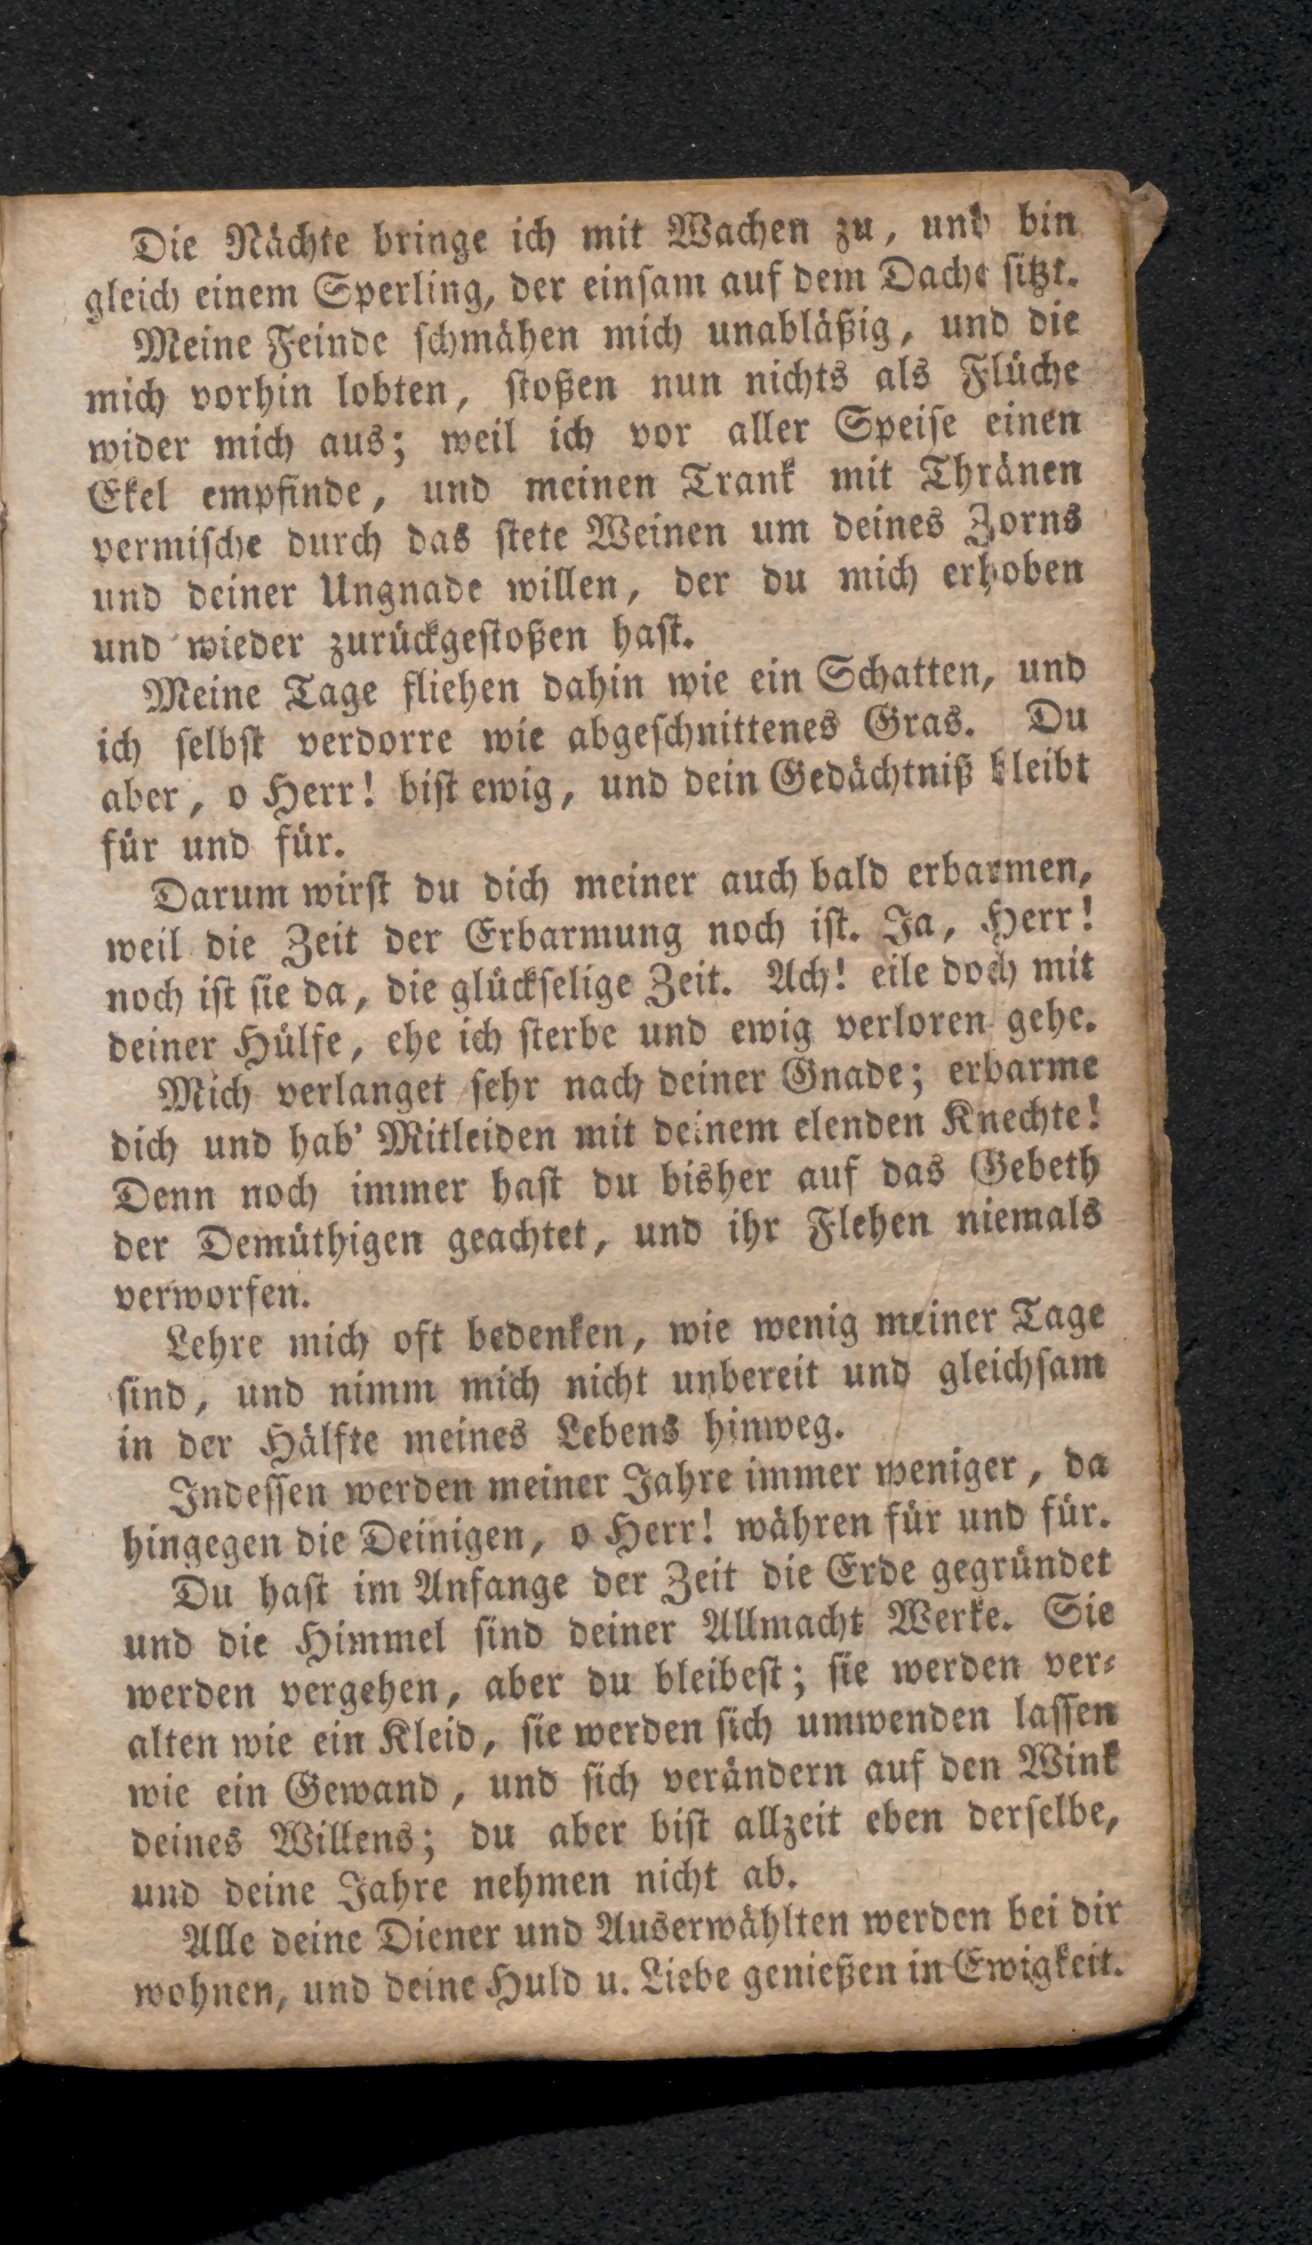 Die Nächte bringe ich mit Wachen zu, und bin
gleich einem Sperling, der einsam auf dem Dache sitzt.
Meine Feinde schmähen mich unabläßig, und die
mich vorhin lobten, stoßen nun nichts als Flüche
wider mich aus; weil ich vor aller Speise einen
Ekel empfinde, und meinen Trank mit Thränen
vermische durch das stete Weinen um deines Zorns
und deiner Ungnade willen, der du mich erhoben
und wieder zurückgestoßen hast.
Meine Tage fliehen dahin wie ein Schatten, und
ich selbst verdorre wie abgeschnittenes Gras. Du
aber, o Herr! bist ewig, und dein Gedächtniß bleibt
für und für.
Darum wirst du dich meiner auch bald erbarmen,
weil die Zeit der Erbarmung noch ist. Ja, Herr!
noch ist sie da, die glückselige Zeit. Ach! eile doch mit
deiner Hülfe, ehe ich sterbe und ewig verloren gehe.
Mich verlanget sehr nach deiner Gnade; erbarme
dich und hab' Mitleiden mit deinem elenden Knechte!
Denn noch immer hast du bisher auf das Gebeth
der Demüthigen geachtet, und ihr Flehen niemals
verworfen.
Lehre mich oft bedenken, wie wenig meiner Tage
sind, und nimm mich nicht unbereit und gleichsam
in der Hälfte meines Lebens hinweg.
Indessen werden meiner Jahre immer weniger, da
hingegen die Deinigen, o Herr! währen für und für.
Du hast im Anfange der Zeit die Erde gegründet
und die Himmel sind deiner Allmacht Werke. Sie
werden vergehen, aber du bleibest; sie werden ver-
alten wie ein Kleid, sie werden sich umwenden lassen
wie ein Gewand, und sich verändern auf den Wink
deines Willens; du aber bist allzeit eben derselbe,
und deine Jahre nehmen nicht ab.
Alle deine Diener und Auserwählten werden bei dir
wohnen, und deine Huld u. Liebe genießen in Ewigkeit.